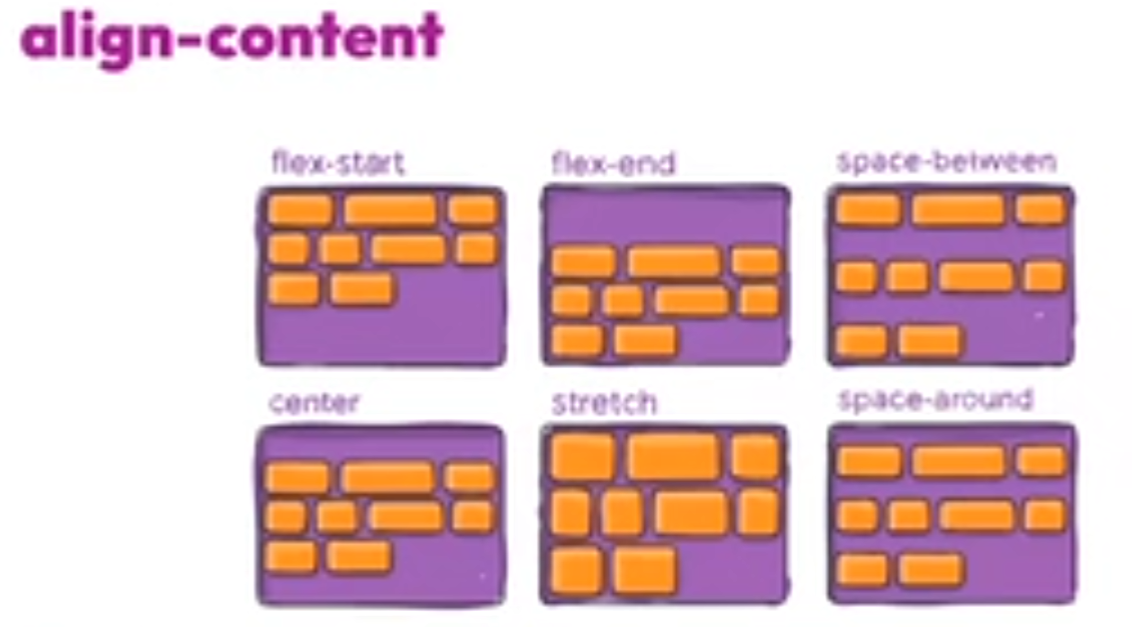 align-content
flex-start
flex-end
space-between
center
stretch
space-around